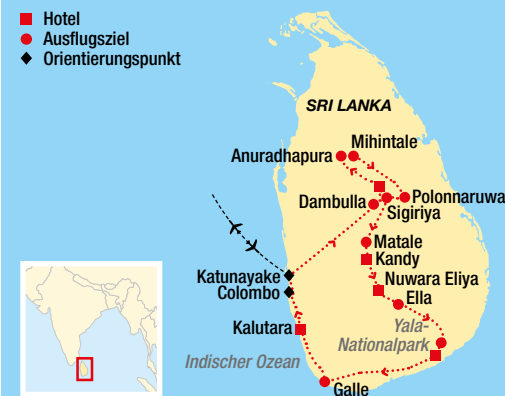 Hotel
Ausflugsziel
Orientierungspunkt
SRI LANKA
Mihintale
Anuradhapura
Dambulla
Polonnaruwa
Sigiriya
Matale
Kandy
Katunayake
Colombo
Nuwara Eliya
Ella
Kalutara
Yala-
Nationalpark
Indischer Ozean
Galle